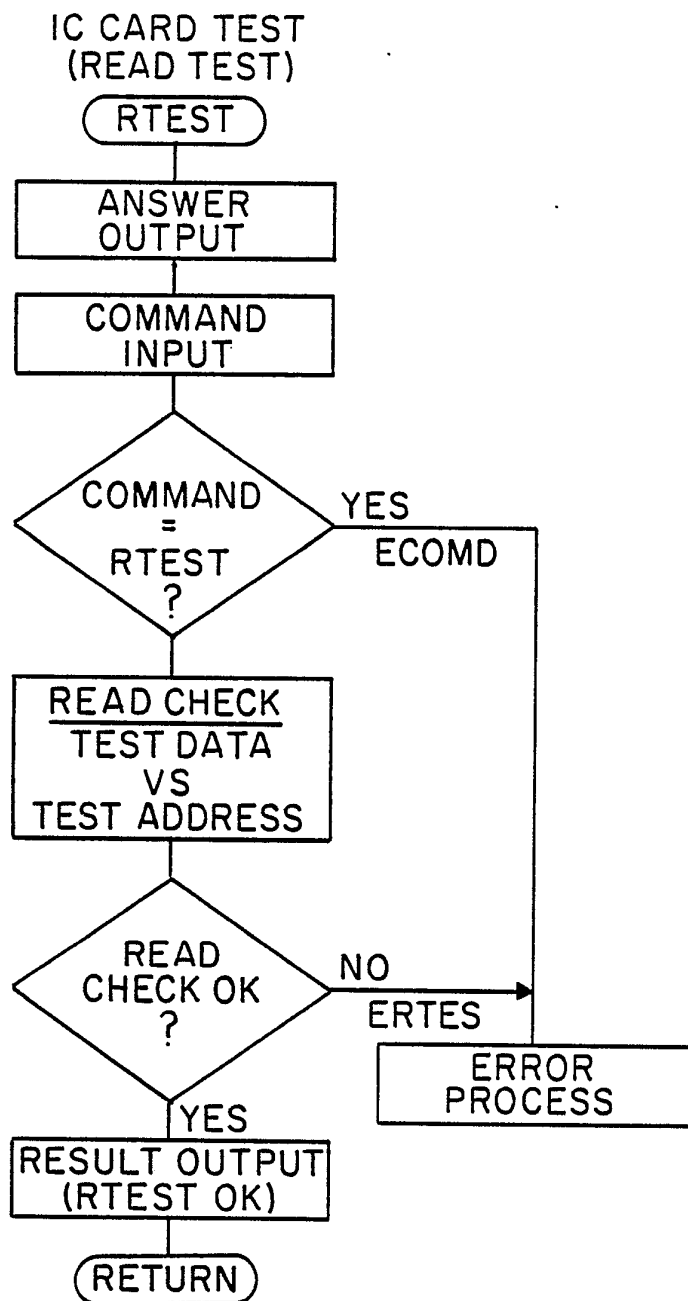 IC CARD TEST
(READ TEST)
RTEST
ANSWER
OUTPUT
COMMAND
INPUT
COMMAND
=
RTEST
?
YES
ECOMD
READ CHECK
TEST DATA
VS
TEST ADDRESS
READ
CHECK OK
?
NO
ERTES
ERROR
PROCESS
YES
RESULT OUTPUT
(RTEST OK)
RETURN